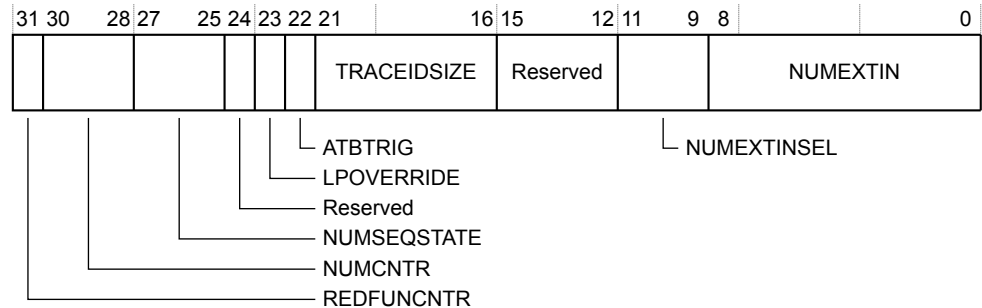 31 30 28 27 25 24 23 22 21 16 15 12 11 9 8 0
TRACEIDSIZE Reserved NUMEXTIN
ATBTRIG NUMEXTINSEL
LPOVERRIDE
Reserved
NUMSEQSTATE
NUMCNTR
REDFUNCNTR